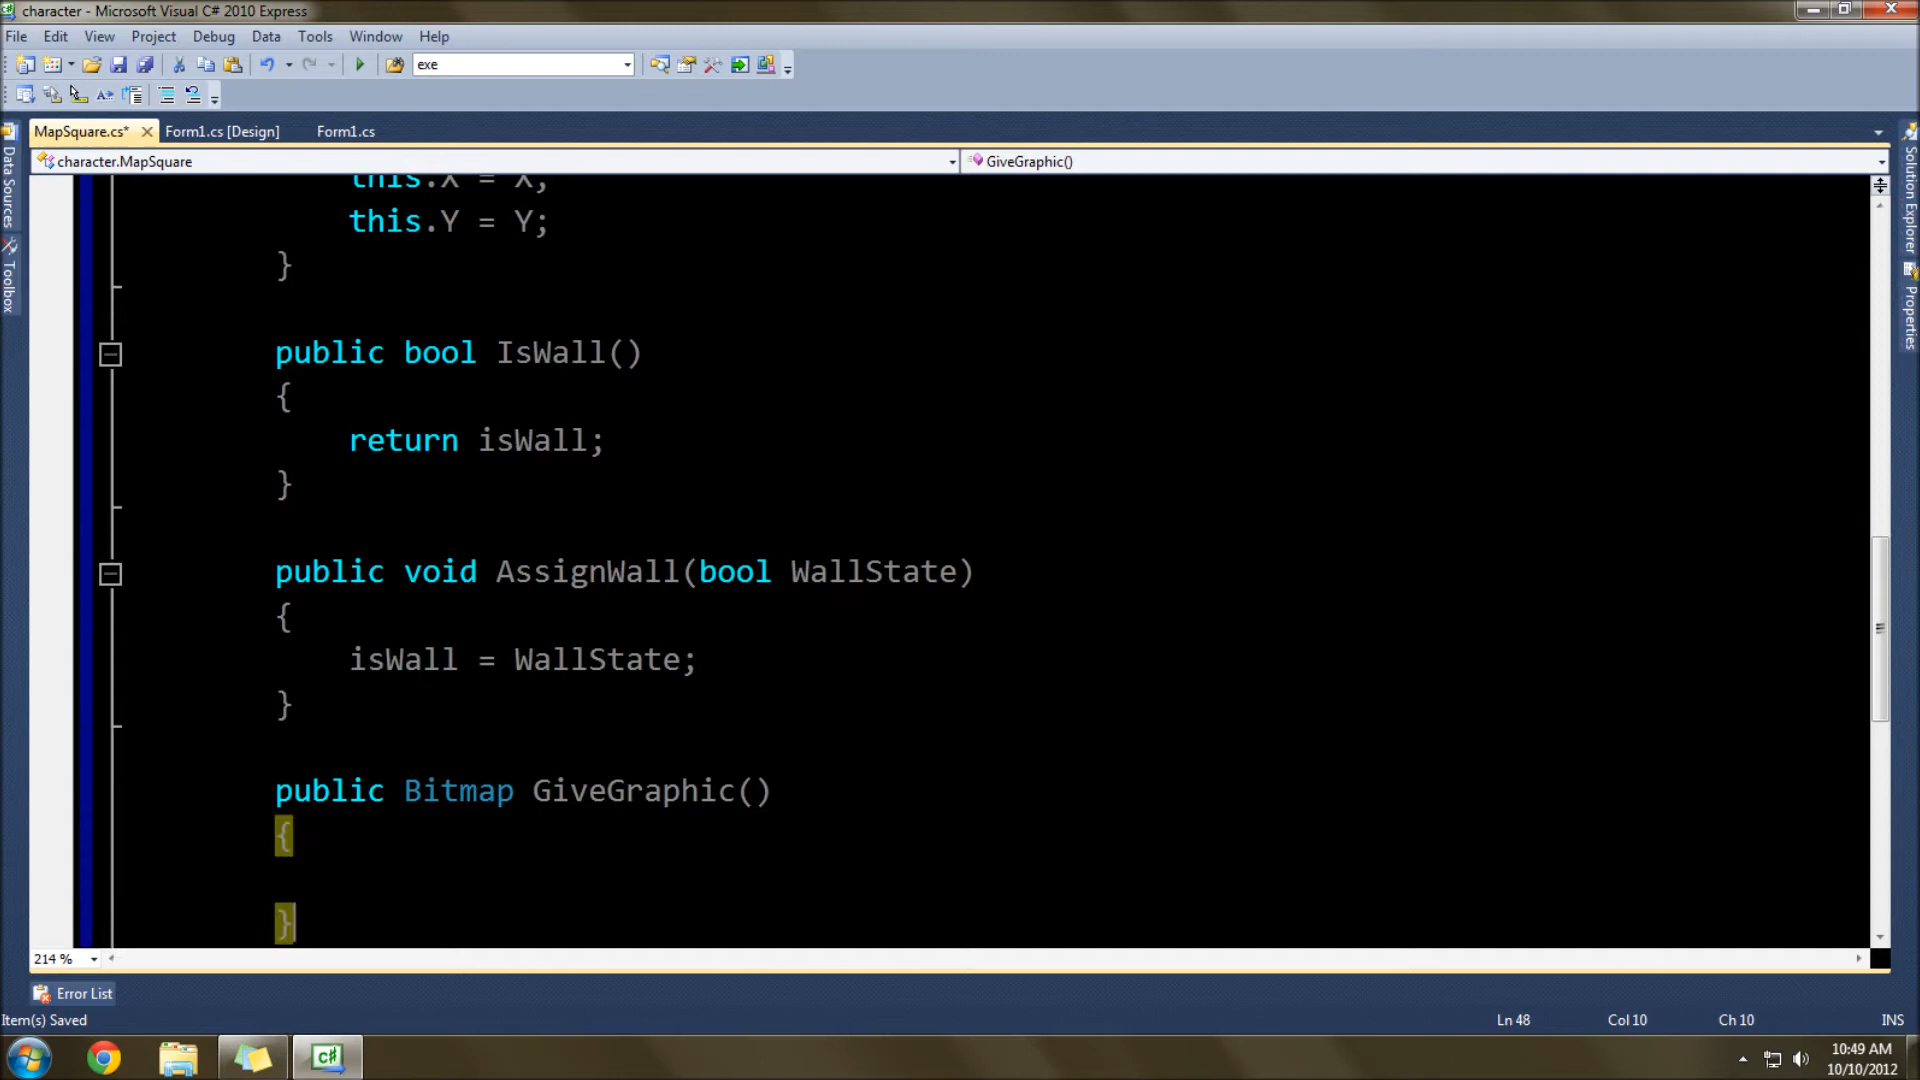 character - Microsoft Visual C# 2010 Express
File Edit View Project Debug Data Tools Window Help
exe
MapSquare.cs* Form1.cs [Design] Form1.cs
character.MapSquare GiveGraphic()
Data Sources
Toolbox
Solution Explorer
Properties
this.X = X;
this.Y = Y;
}
public bool IsWall()
{
return isWall;
}
public void AssignWall(bool WallState)
{
isWall = WallState;
}
public Bitmap GiveGraphic()
{
}
214 %
Error List
Item(s) Saved Ln 48 Col 10 Ch 10 INS
10:49 AM
10/10/2012